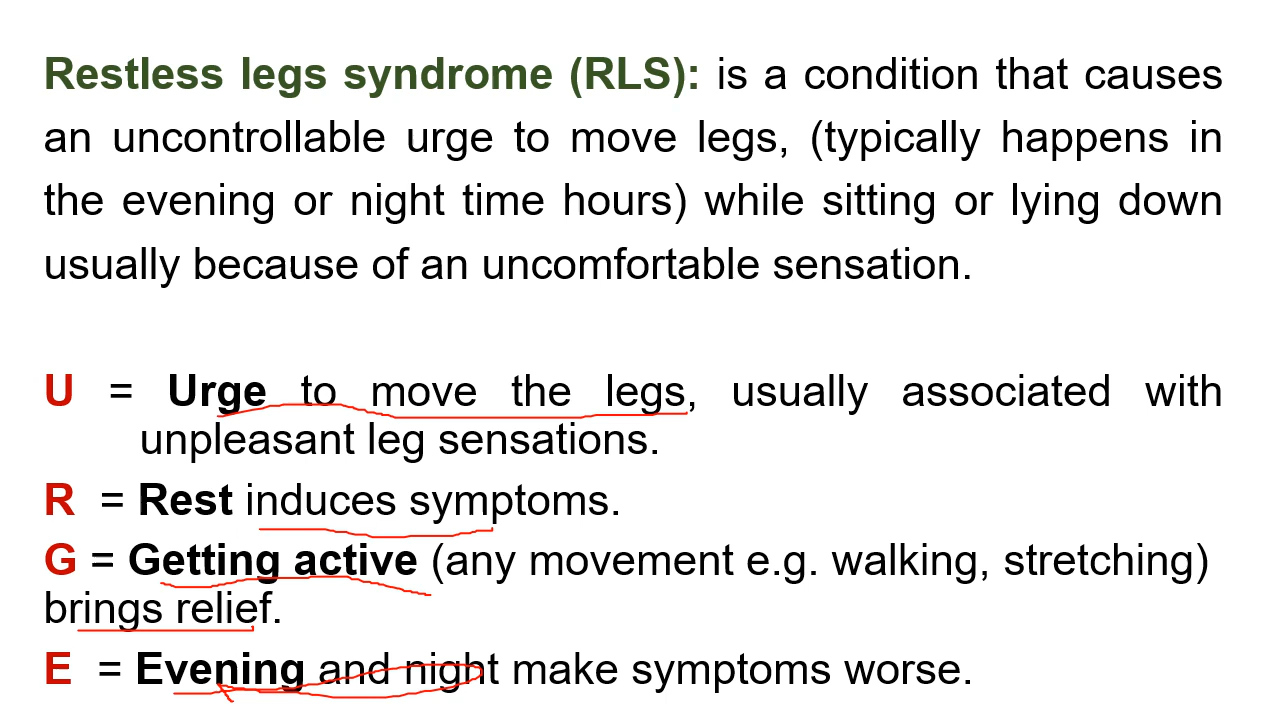 Restless legs syndrome (RLS): is a condition that causes
an uncontrollable urge to move legs, (typically happens in
the evening or night time hours) while sitting or lying down
usually because of an uncomfortable sensation.
U = Urge to move the legs, usually associated with
unpleasant leg sensations.
R = Rest induces symptoms.
G = Getting active (any movement e.g. walking, stretching)
brings relief.
E = Evening and night make symptoms worse.